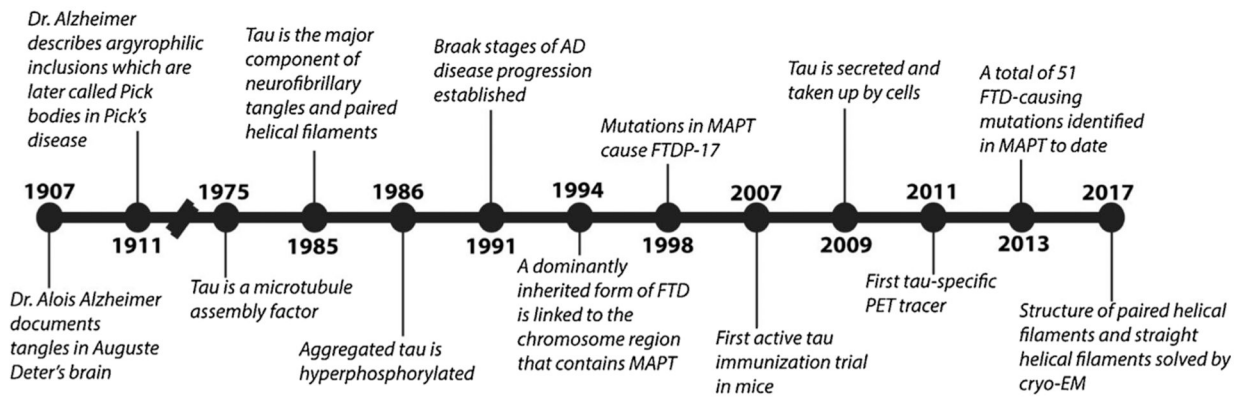 Dr. Alzheimer
describes argyrophilic
inclusions which are
later called Pick
bodies in Pick's
disease
Tau is the major
component of
neurofibrillary
tangles and paired
helical filaments
Braak stages of AD
disease progression
established
Mutations in MAPT
cause FTDP-17
Tau is secreted and
taken up by cells
A total of 51
FTD-causing
mutations identified
in MAPT to date
1907
1975
1986
1994
2007
2011
2017
1911
1985
1991
1998
2009
2013
Dr. Alois Alzheimer
documents
tangles in Auguste
Deter's brain
Tau is a microtubule
assembly factor
Aggregated tau is
hyperphosphorylated
A dominantly
inherited form of FTD
is linked to the
chromosome region
that contains MAPT
First active tau
immunization trial
in mice
First tau-specific
PET tracer
Structure of paired helical
filaments and straight
helical filaments solved by
cryo-EM